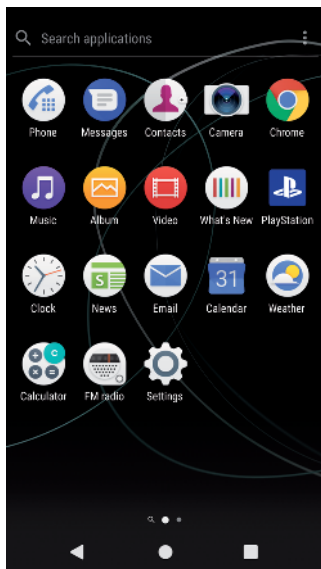 Search applications
Phone Messages Contacts Camera Chrome
Music Album Video What's New PlayStation
31
S
Clock News Email Calendar Weather
C
Calculator FM radio Settings